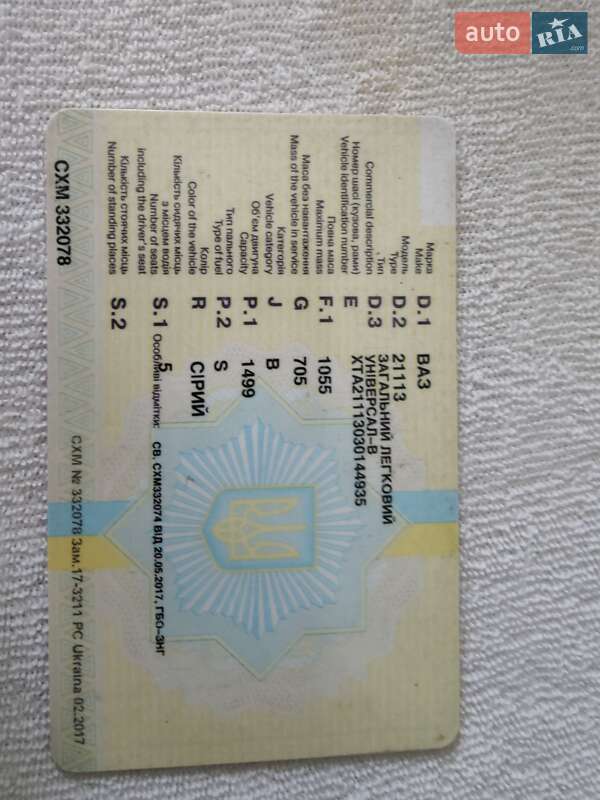 auto RIA .com
Марка
Make D.1 ВАЗ
Модель
Type D.2 21113
Тип
Commercial description D.3 ЗАГАЛЬНИЙ ЛЕГКОВИЙ
УНІВЕРСАЛ-В
Номер шасі (кузова, рами)
Vehicle identification number E XTA21113030144935
Повна маса
Maximum mass F.1 1055
Маса без навантаження
Mass of the vehicle in service G 705
Категорія
Vehicle category J B
Об'єм двигуна
Capacity P.1 1499
Тип пального
Type of fuel P.2 S
Колір
Color of the vehicle R СІРИЙ
Кількість сидячих місць
з місцем водія
Number of seats
including the driver's seat S.1 5
Кількість стоячих місць
Number of standing places S.2
Особливі відмітки: СВ. СХМ332074 ВІД 20.05.2017, ГБО-ЗНГ
СХМ 332078
СХМ № 332078 Зам.17-3211 PC Ukraina 02.2017